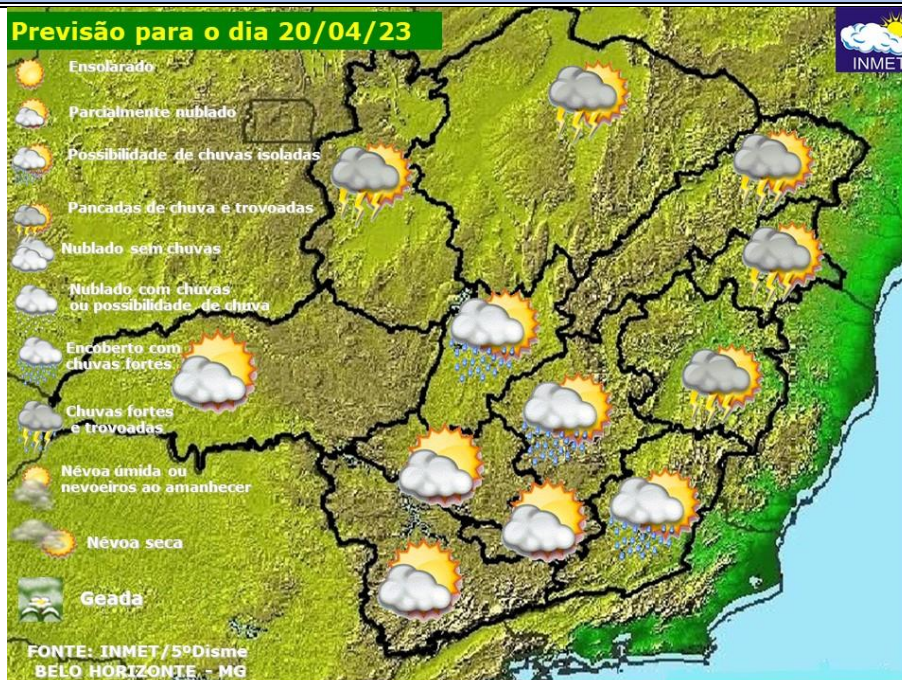 Previsão para o dia 20/04/23
INMET
Ensolarado
Parcialmente nublado
Possibilidade de chuvas isoladas
Pancadas de chuva e trovoadas
Nublado sem chuvas
Nublado com chuvas
ou possibilidade de chuva
Encoberto com
chuvas fortes
Chuvas fortes
e trovoadas
Névoa úmida ou
nevoeiros ao amanhecer
Névoa seca
Geada
FONTE: INMET/5ºDisme
BELO HORIZONTE - MG